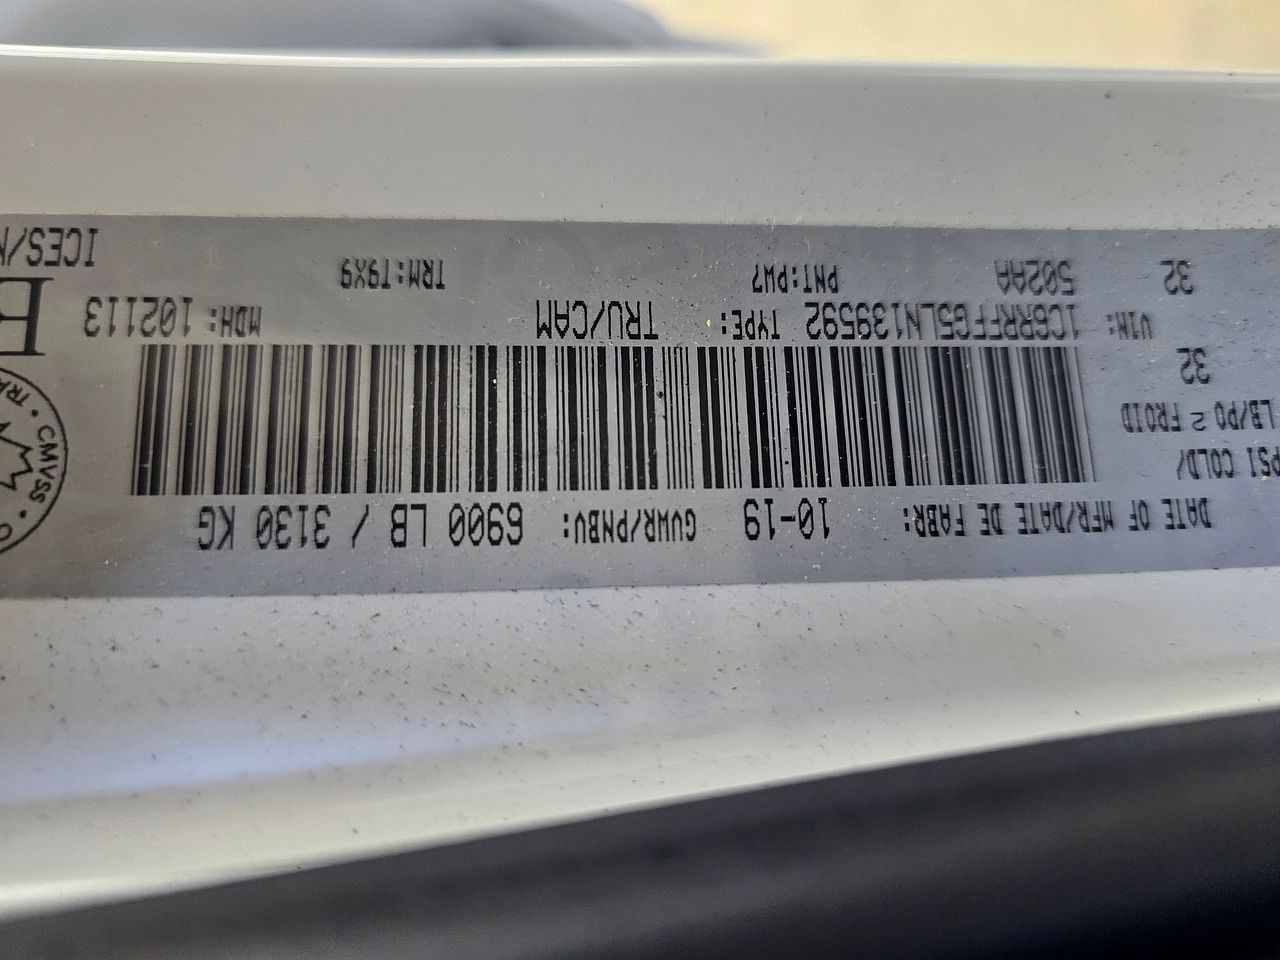 DATE OF MFR/DATE DE FABR: 10-19 GVWR/PNBV: 6900 LB / 3130 KG
PSI COLD/
LB/PO 2 FROID
32
VIN: 1C6RRFFG5LN139592 TYPE: TRU/CAM MDH: 102113
32 502AA PNT:PW7 TRM:T9X9
CMVSS
ICES/